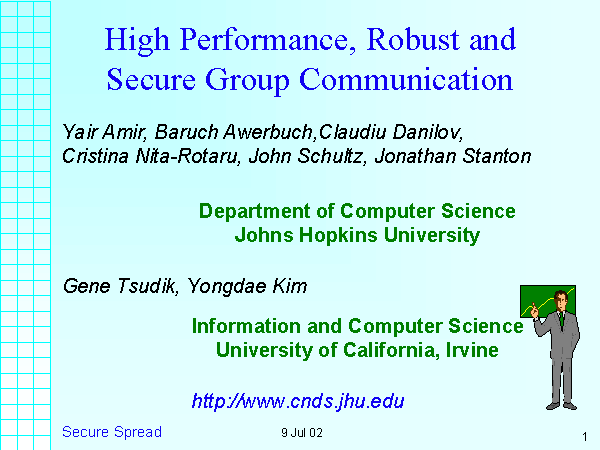 High Performance, Robust and
Secure Group Communication
Yair Amir, Baruch Awerbuch,Claudiu Danilov,
Cristina Nita-Rotaru, John Schultz, Jonathan Stanton
Department of Computer Science
Johns Hopkins University
Gene Tsudik, Yongdae Kim
Information and Computer Science
University of California, Irvine
http://www.cnds.jhu.edu
Secure Spread 9 Jul 02 1